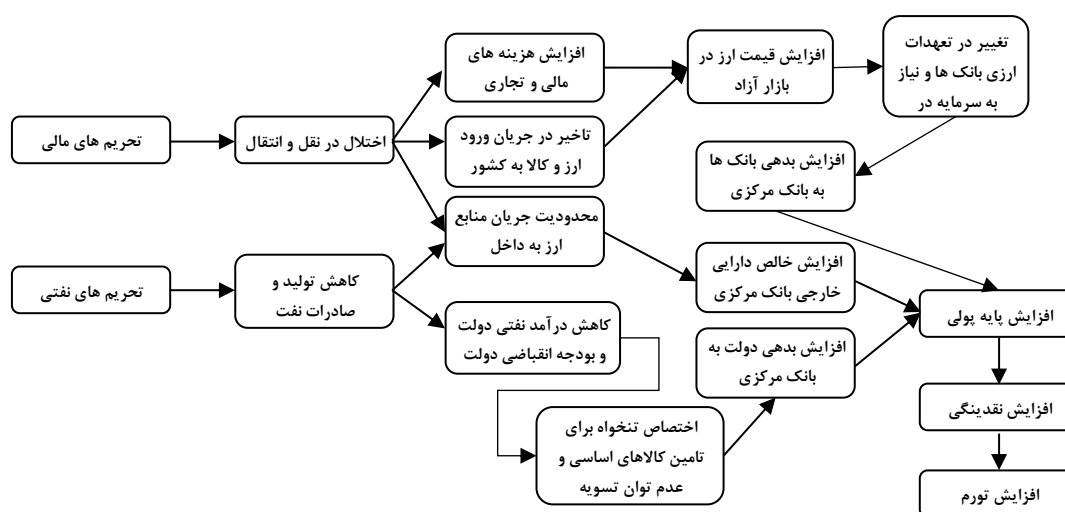 تحریم های مالی
اختلال در نقل و انتقال
افزایش هزینه های
مالی و تجاری
تاخیر در جریان ورود
ارز و کالا به کشور
محدودیت جریان منابع
ارز به داخل
افزایش قیمت ارز در
بازار آزاد
تغییر در تعهدات
ارزی بانک ها و نیاز
به سرمایه در
افزایش بدهی بانک ها
به بانک مرکزی
تحریم های نفتی
کاهش تولید و
صادرات نفت
کاهش درآمد نفتی دولت
و بودجه انقباضی دولت
اختصاص تنخواه برای
تامین کالاهای اساسی و
عدم توان تسویه
افزایش خالص دارایی
خارجی بانک مرکزی
افزایش بدهی دولت به
بانک مرکزی
افزایش پایه پولی
افزایش نقدینگی
افزایش تورم